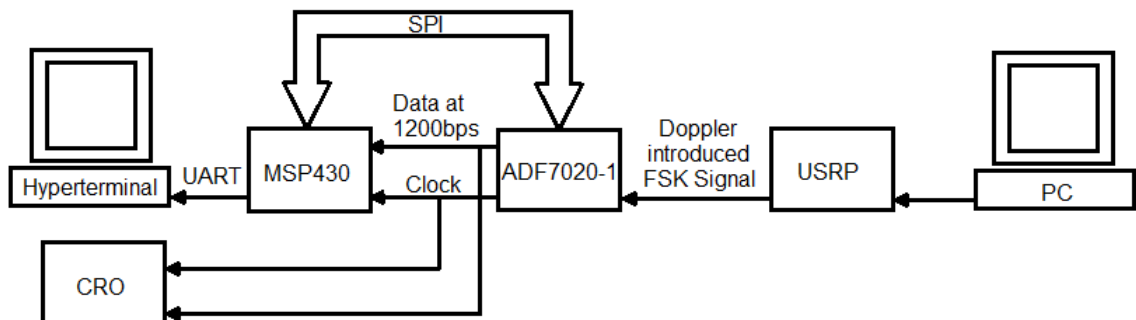 SPI
Data at
1200bps
Doppler
introduced
FSK Signal
Hyperterminal
UART
MSP430
Clock
ADF7020-1
USRP
PC
CRO